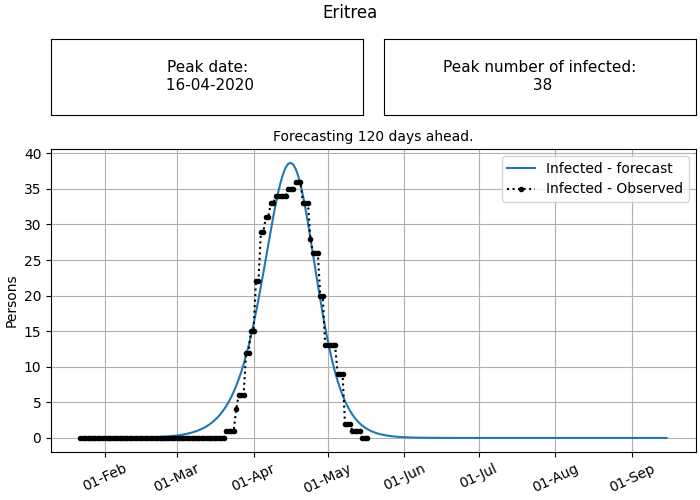 Eritrea
Peak date:
16-04-2020
Peak number of infected:
38
Forecasting 120 days ahead.
Infected - forecast
Infected - Observed
Persons
40
35
30
25
20
15
10
5
0
01-Feb
01-Mar
01-Apr
01-May
01-Jun
01-Jul
01-Aug
01-Sep